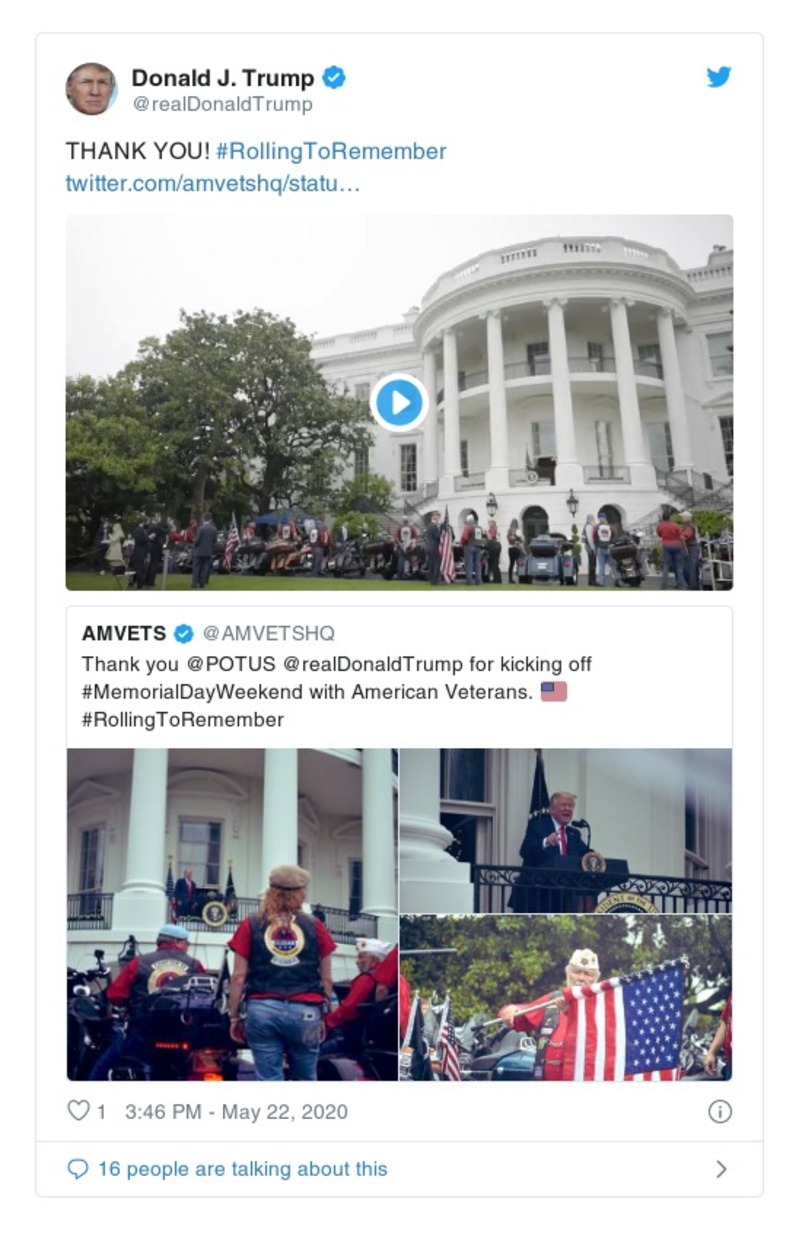 Donald J. Trump
@realDonaldTrump
THANK YOU! #RollingToRemember
twitter.com/amvetshq/statu…
AMVETS @AMVETSHQ
Thank you @POTUS @realDonaldTrump for kicking off
#MemorialDayWeekend with American Veterans. 🇺🇸
#RollingToRemember
1 3:46 PM - May 22, 2020
16 people are talking about this